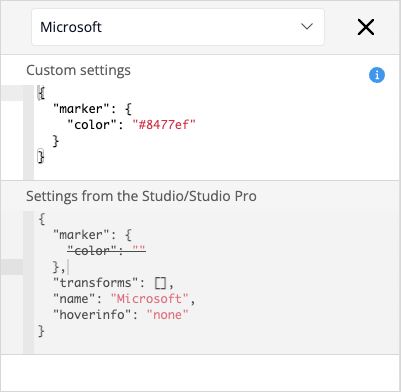 Microsoft
Custom settings
{
"marker": {
"color": "#8477ef"
}
}
Settings from the Studio/Studio Pro
{
"marker": {
"color": ""
},
"transforms": [],
"name": "Microsoft",
"hoverinfo": "none"
}